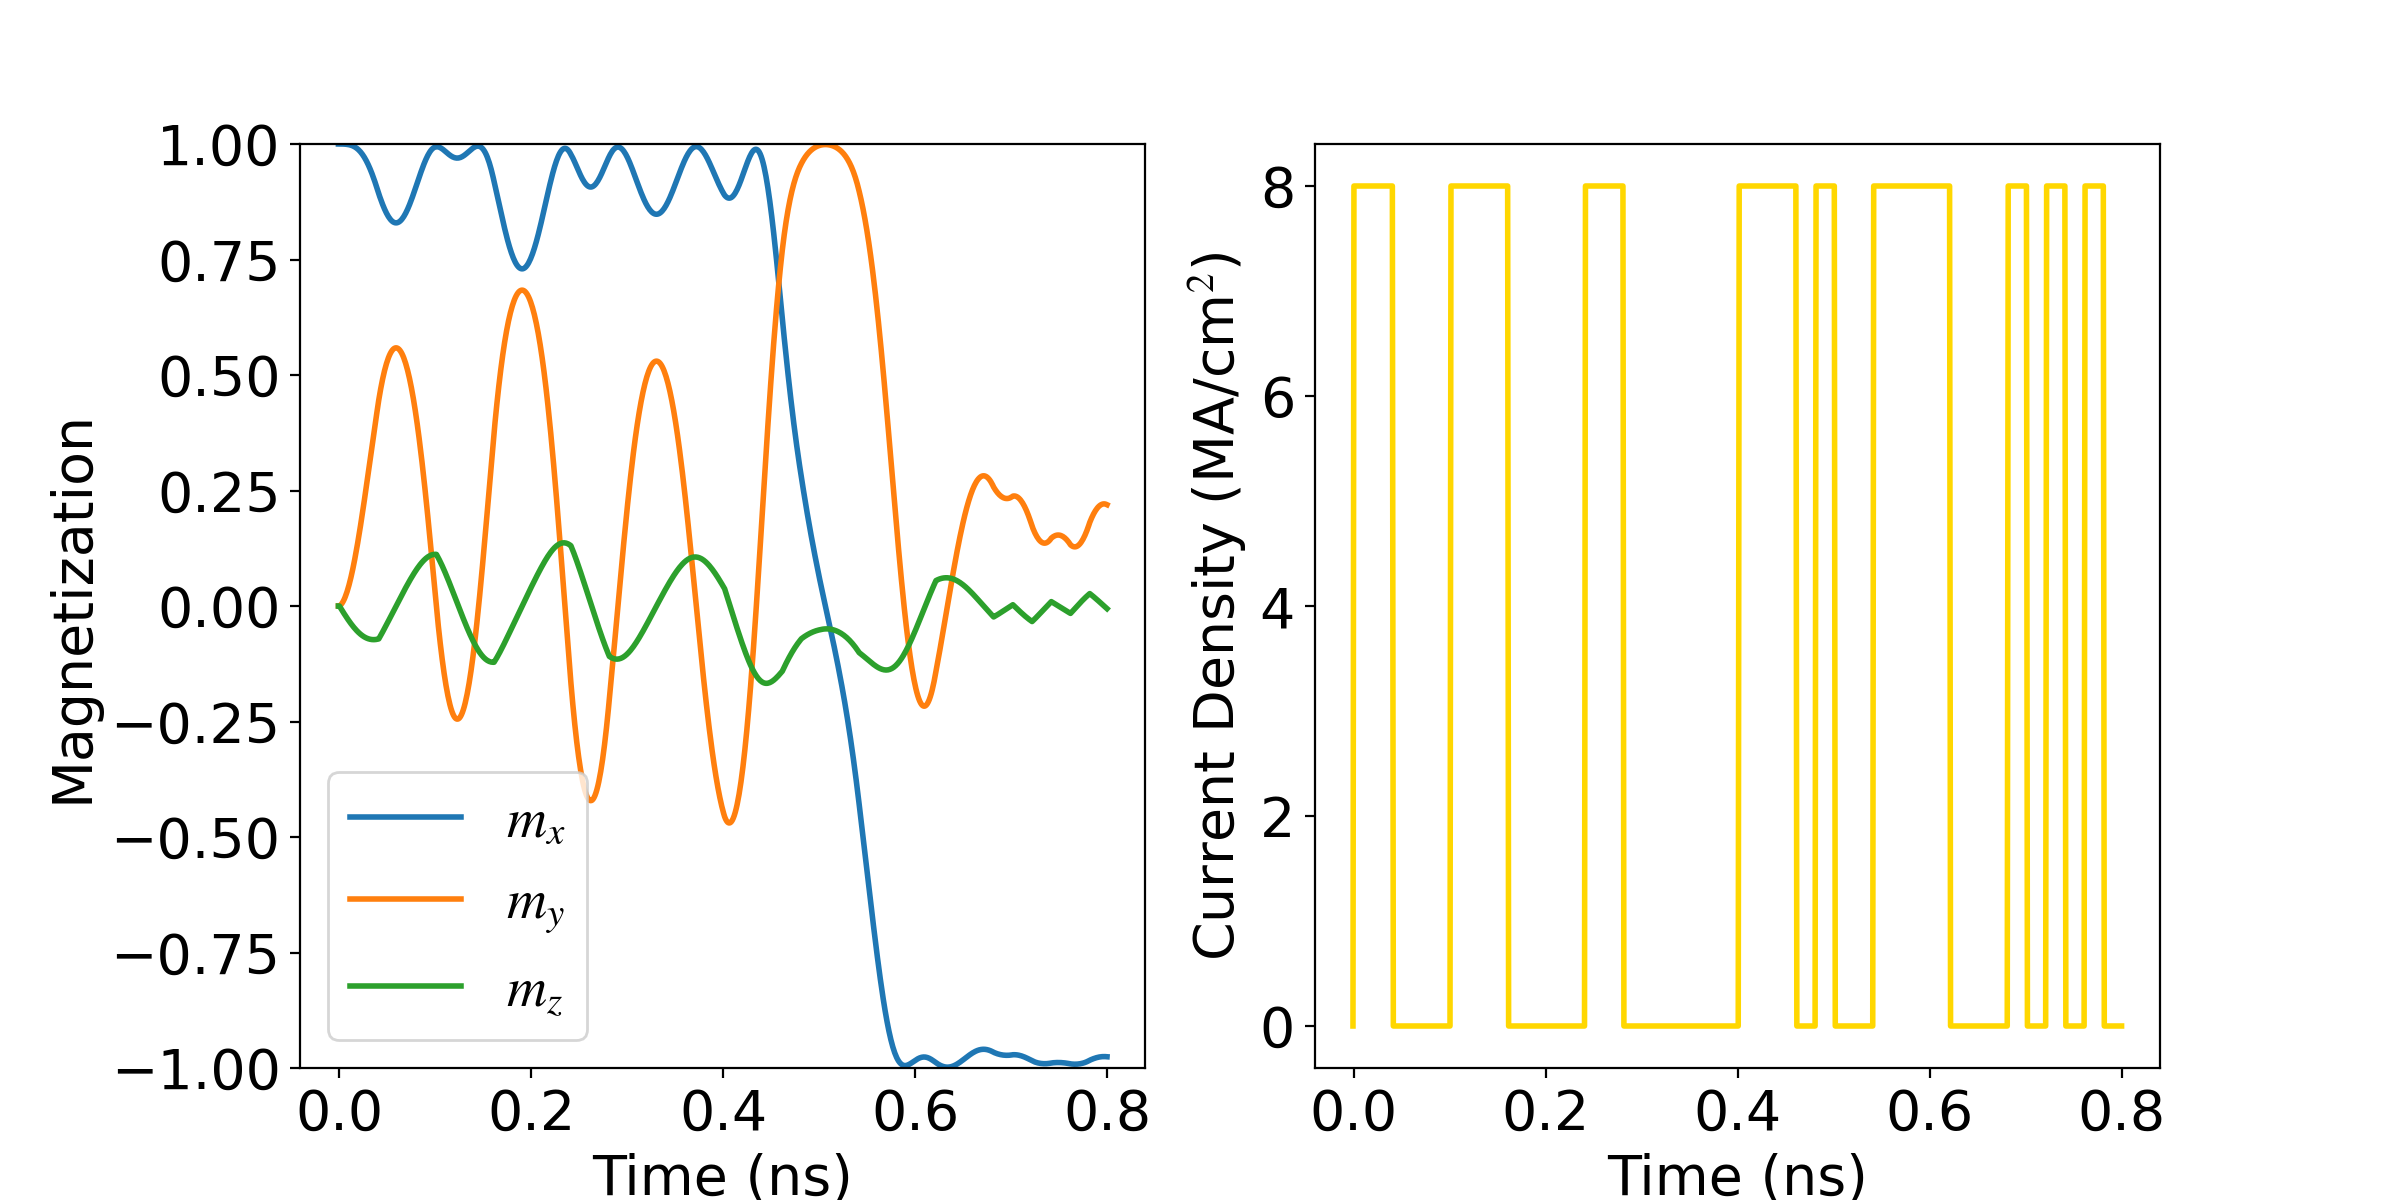 1.00
0.75
0.50
0.25
0.00
−0.25
−0.50
−0.75
−1.00
Magnetization
m_x
m_y
m_z
0.0 0.2 0.4 0.6 0.8
Time (ns)
8
6
4
2
0
Current Density (MA/cm²)
0.0 0.2 0.4 0.6 0.8
Time (ns)